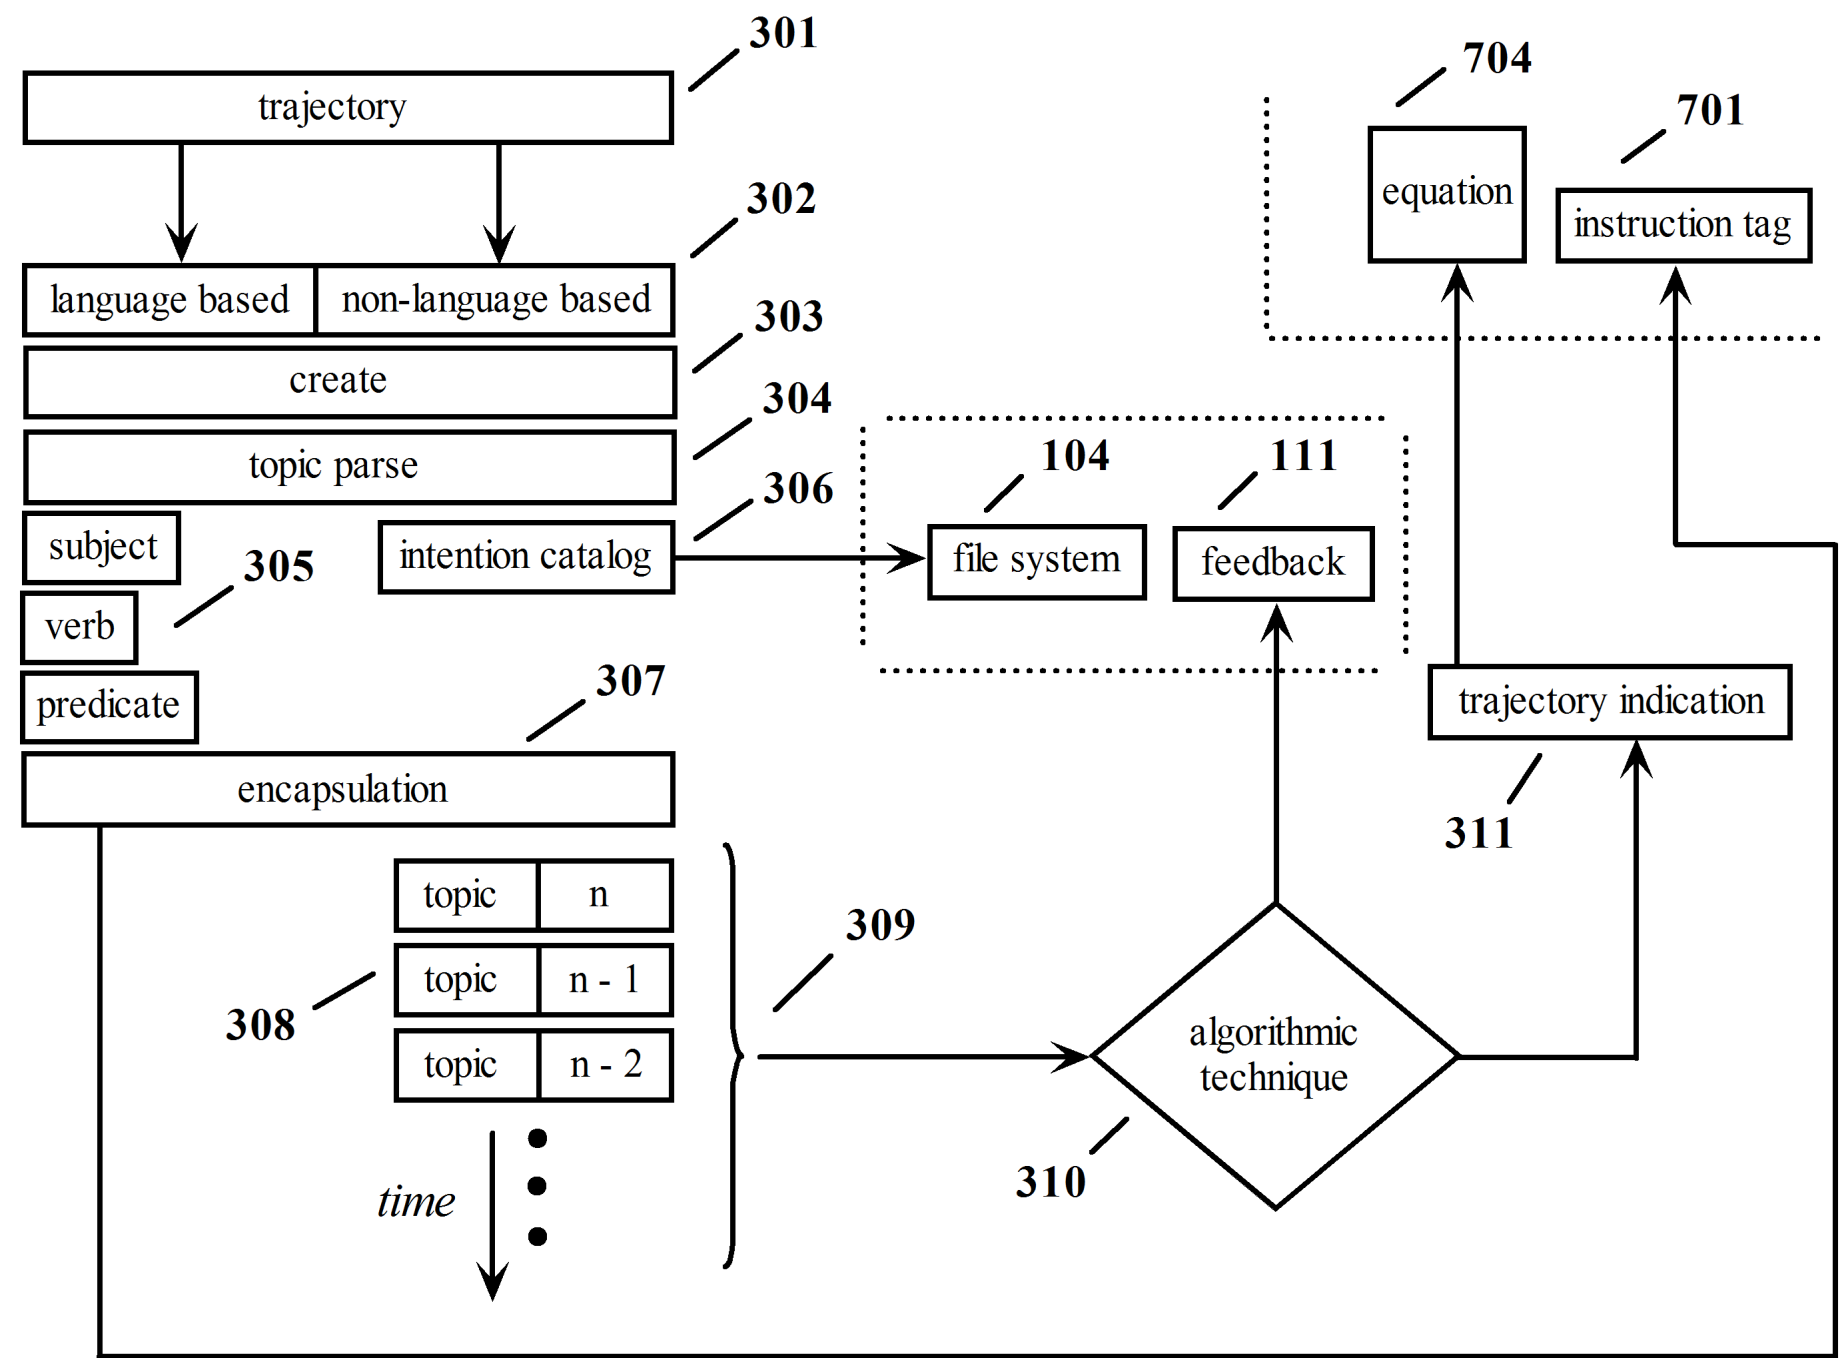 301
trajectory
704
701
equation
instruction tag
302
language based
non-language based
303
create
304
topic parse
306
104
111
subject
intention catalog
file system
feedback
305
verb
predicate
307
trajectory indication
encapsulation
311
topic
n
309
topic
n - 1
308
topic
n - 2
algorithmic
technique
310
time